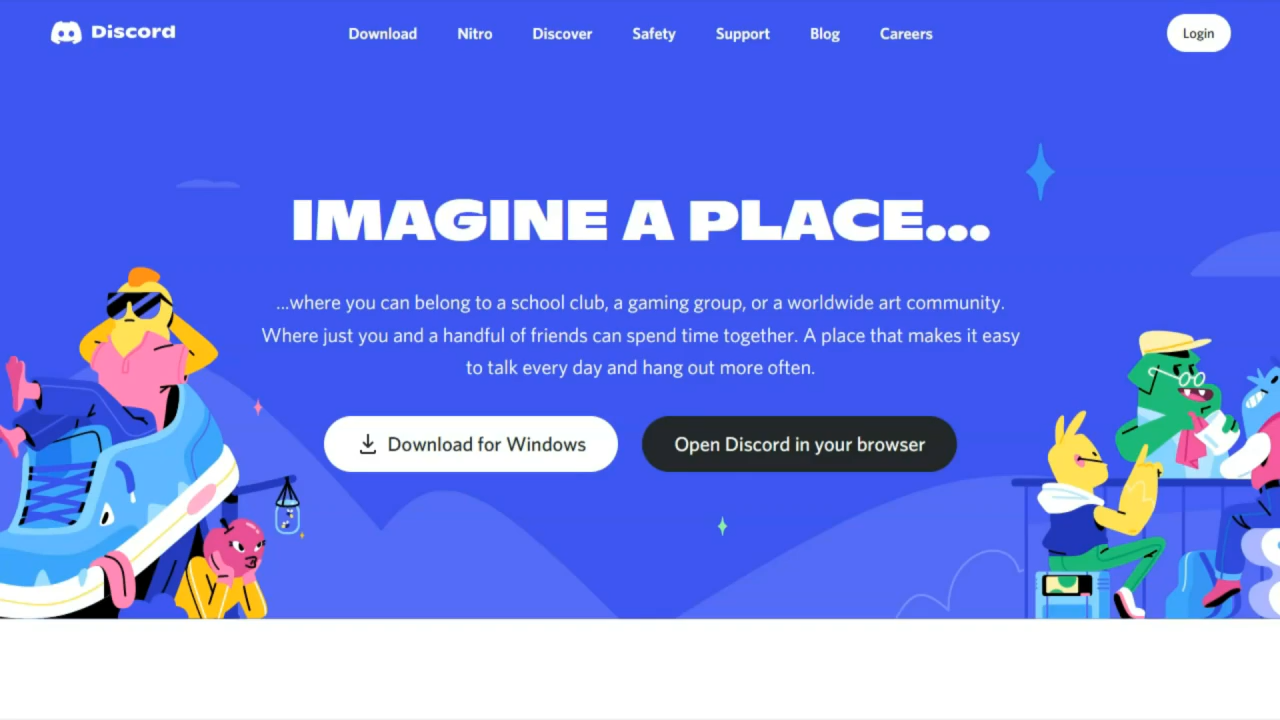 Discord
Download Nitro Discover Safety Support Blog Careers
Login
IMAGINE A PLACE...
...where you can belong to a school club, a gaming group, or a worldwide art community.
Where just you and a handful of friends can spend time together. A place that makes it easy
to talk every day and hang out more often.
Download for Windows
Open Discord in your browser